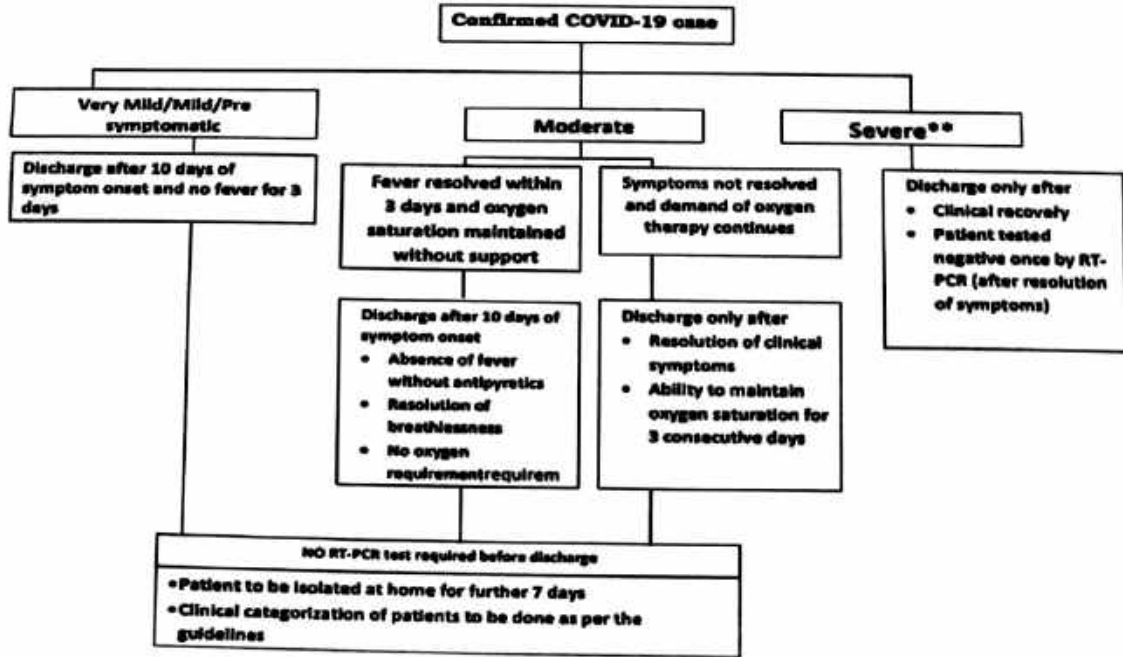 Confirmed COVID-19 case
Very Mild/Mild/Pre
symptomatic
Discharge after 10 days of
symptom onset and no fever for 3
days
Moderate
Fever resolved within
3 days and oxygen
saturation maintained
without support
Discharge after 10 days of
symptom onset
• Absence of fever
without antipyretics
• Resolution of
breathlessness
• No oxygen
requirementrequirem
Symptoms not resolved
and demand of oxygen
therapy continues
Discharge only after
• Resolution of clinical
symptoms
• Ability to maintain
oxygen saturation for
3 consecutive days
Severe**
Discharge only after
• Clinical recovely
• Patient tested
negative once by RT-
PCR (after resolution
of symptoms)
NO RT-PCR test required before discharge
•Patient to be isolated at home for further 7 days
•Clinical categorization of patients to be done as per the
guidelines